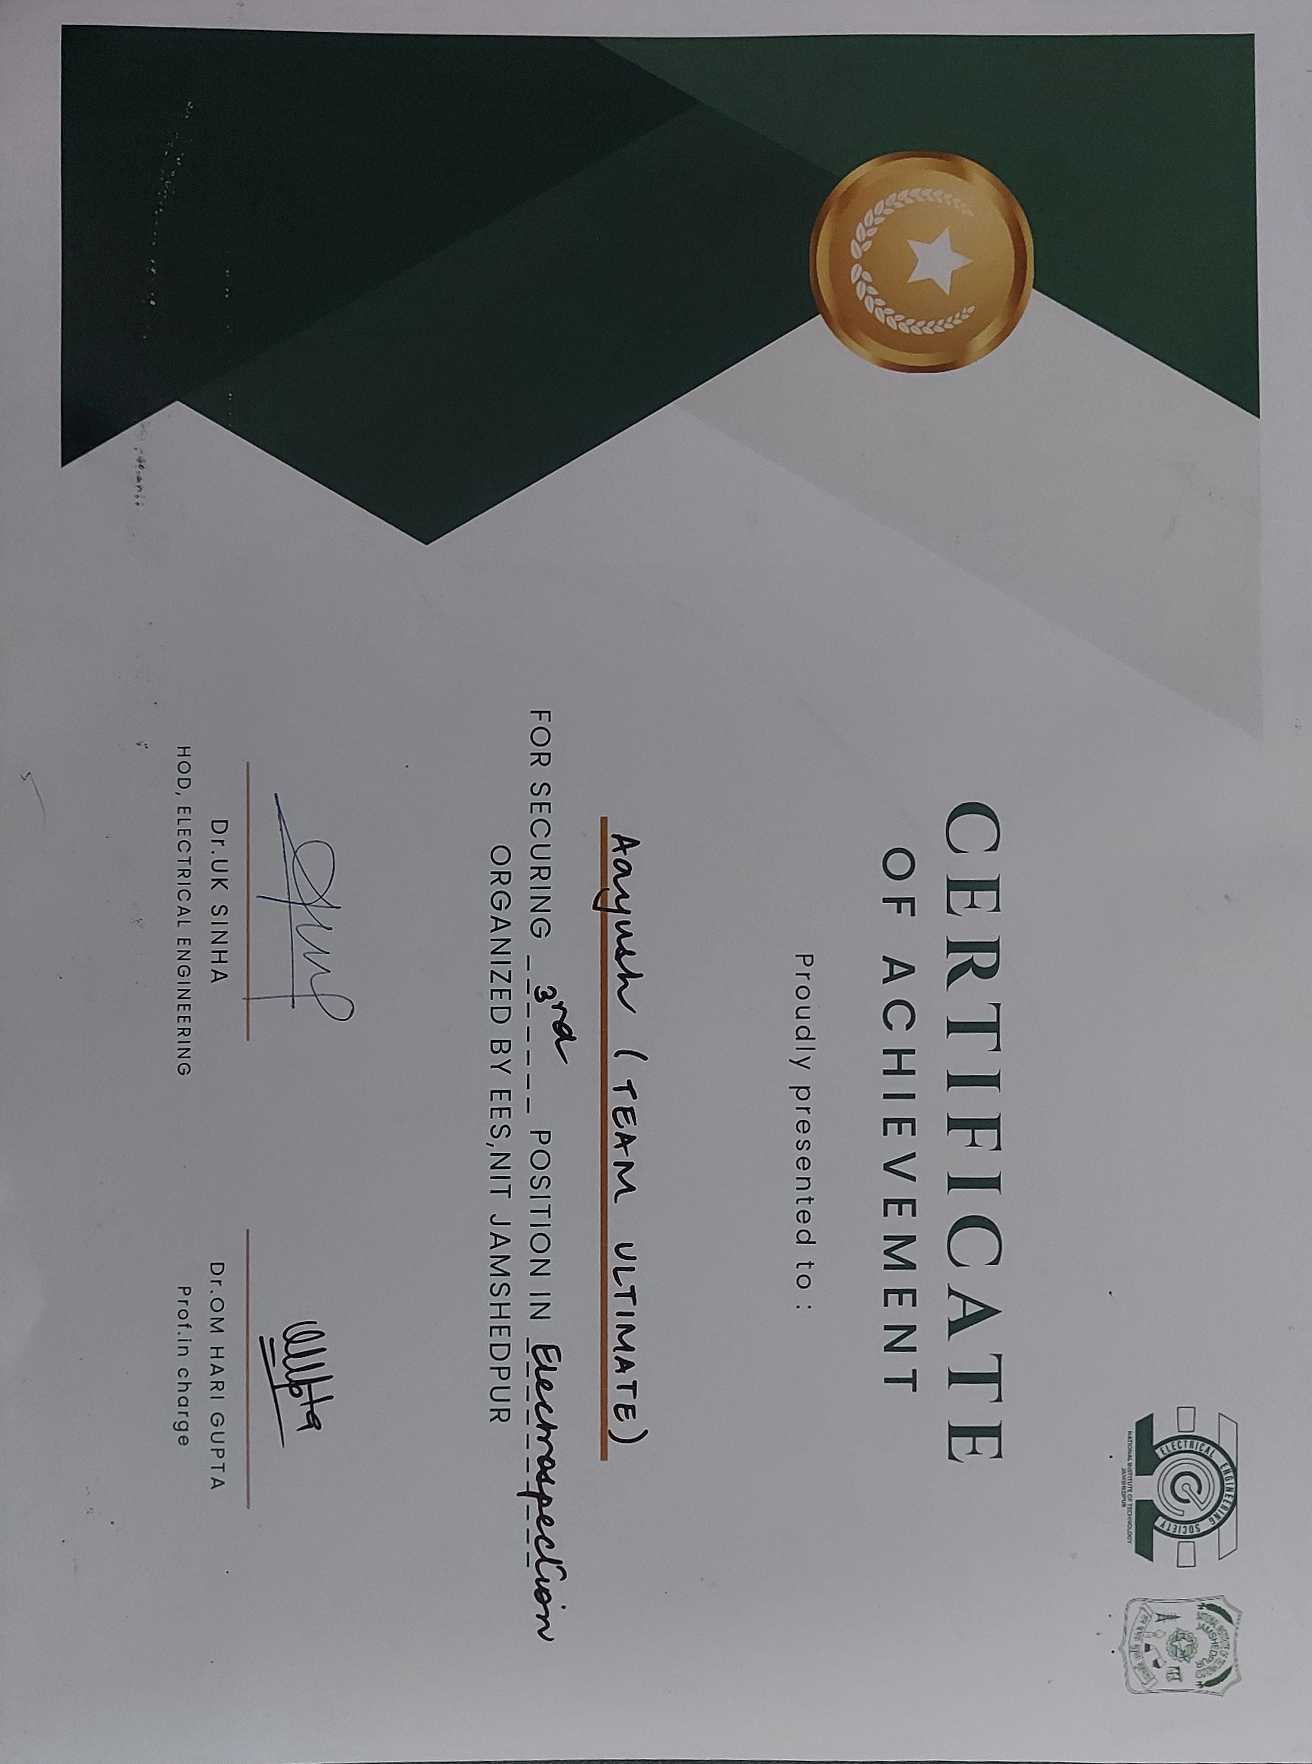 ELECTRICAL ENGINEERING SOCIETY
NATIONAL INSTITUTE OF TECHNOLOGY
JAMSHEDPUR
NATIONAL INSTITUTE OF TECHNOLOGY
JAMSHEDPUR
CERTIFICATE
OF ACHIEVEMENT
Proudly presented to :
Aayush (TEAM ULTIMATE)
FOR SECURING 3rd POSITION IN Electrospection
ORGANIZED BY EES,NIT JAMSHEDPUR
Dr.UK SINHA
HOD, ELECTRICAL ENGINEERING
Dr.OM HARI GUPTA
Prof.in charge